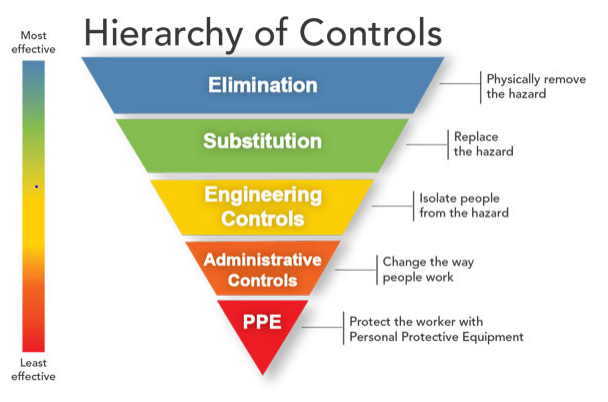 Hierarchy of Controls
Most
effective
Elimination
Physically remove
the hazard
Substitution
Replace
the hazard
Engineering
Controls
Isolate people
from the hazard
Administrative
Controls
Change the way
people work
PPE
Protect the worker with
Personal Protective Equipment
Least
effective